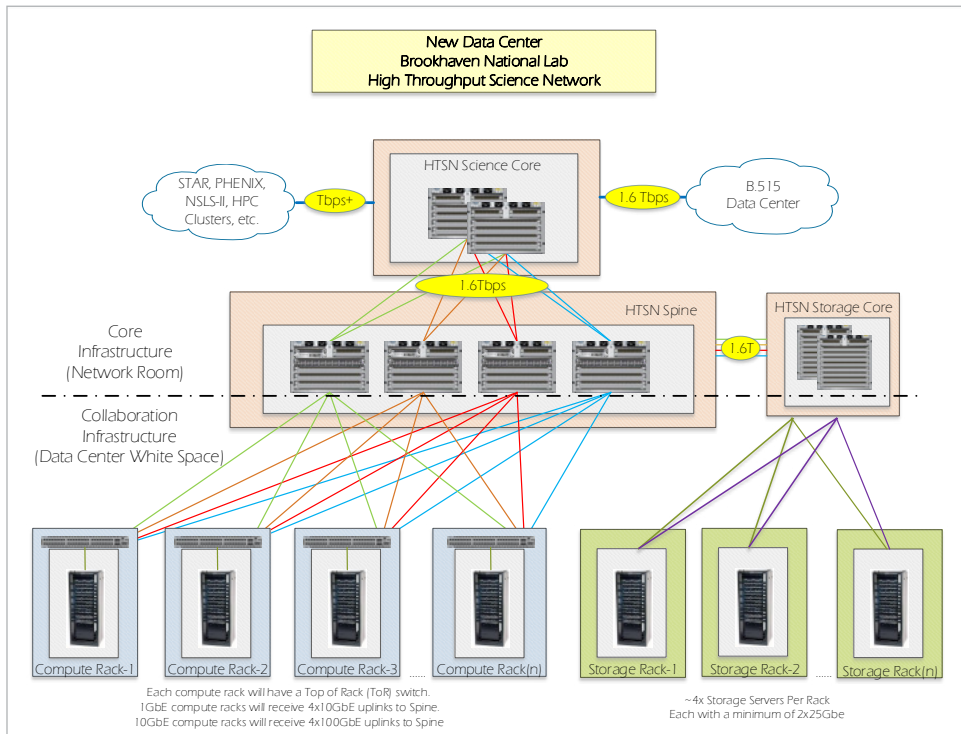 New Data Center
Brookhaven National Lab
High Throughput Science Network
HTSN Science Core
STAR, PHENIX,
NSLS-II, HPC
Clusters, etc.
Tbps+
1.6 Tbps
B.515
Data Center
1.6Tbps
HTSN Spine
HTSN Storage Core
Core
Infrastructure
(Network Room)
1.6T
Collaboration
Infrastructure
(Data Center White Space)
Compute Rack-1
Compute Rack-2
Compute Rack-3
.....
Compute Rack(n)
Storage Rack-1
Storage Rack-2
.....
Storage Rack(n)
Each compute rack will have a Top of Rack (ToR) switch.
1GbE compute racks will receive 4x10GbE uplinks to Spine.
10GbE compute racks will receive 4x100GbE uplinks to Spine
~4x Storage Servers Per Rack
Each with a minimum of 2x25Gbe